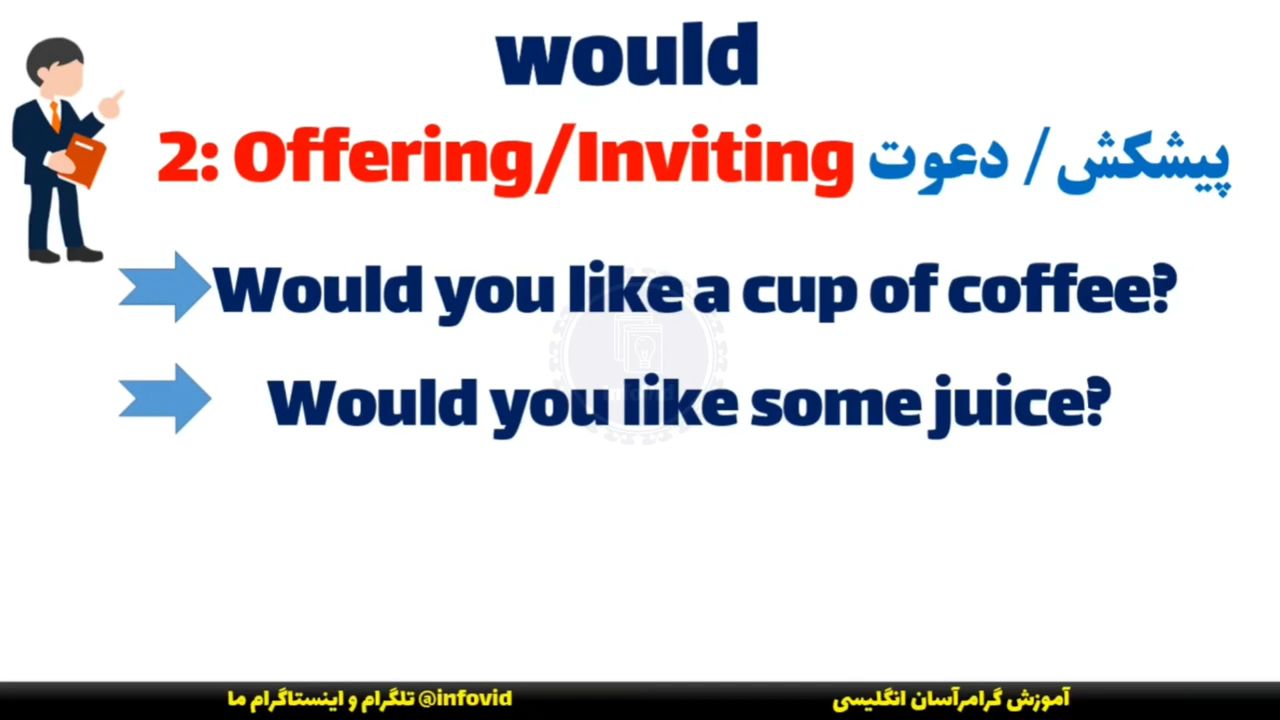 would
2: Offering/Inviting پیشکش / دعوت
Would you like a cup of coffee?
Would you like some juice?
infovid
آموزش گرامرآسان انگلیسی
تلگرام و اینستاگرام ما @infovid